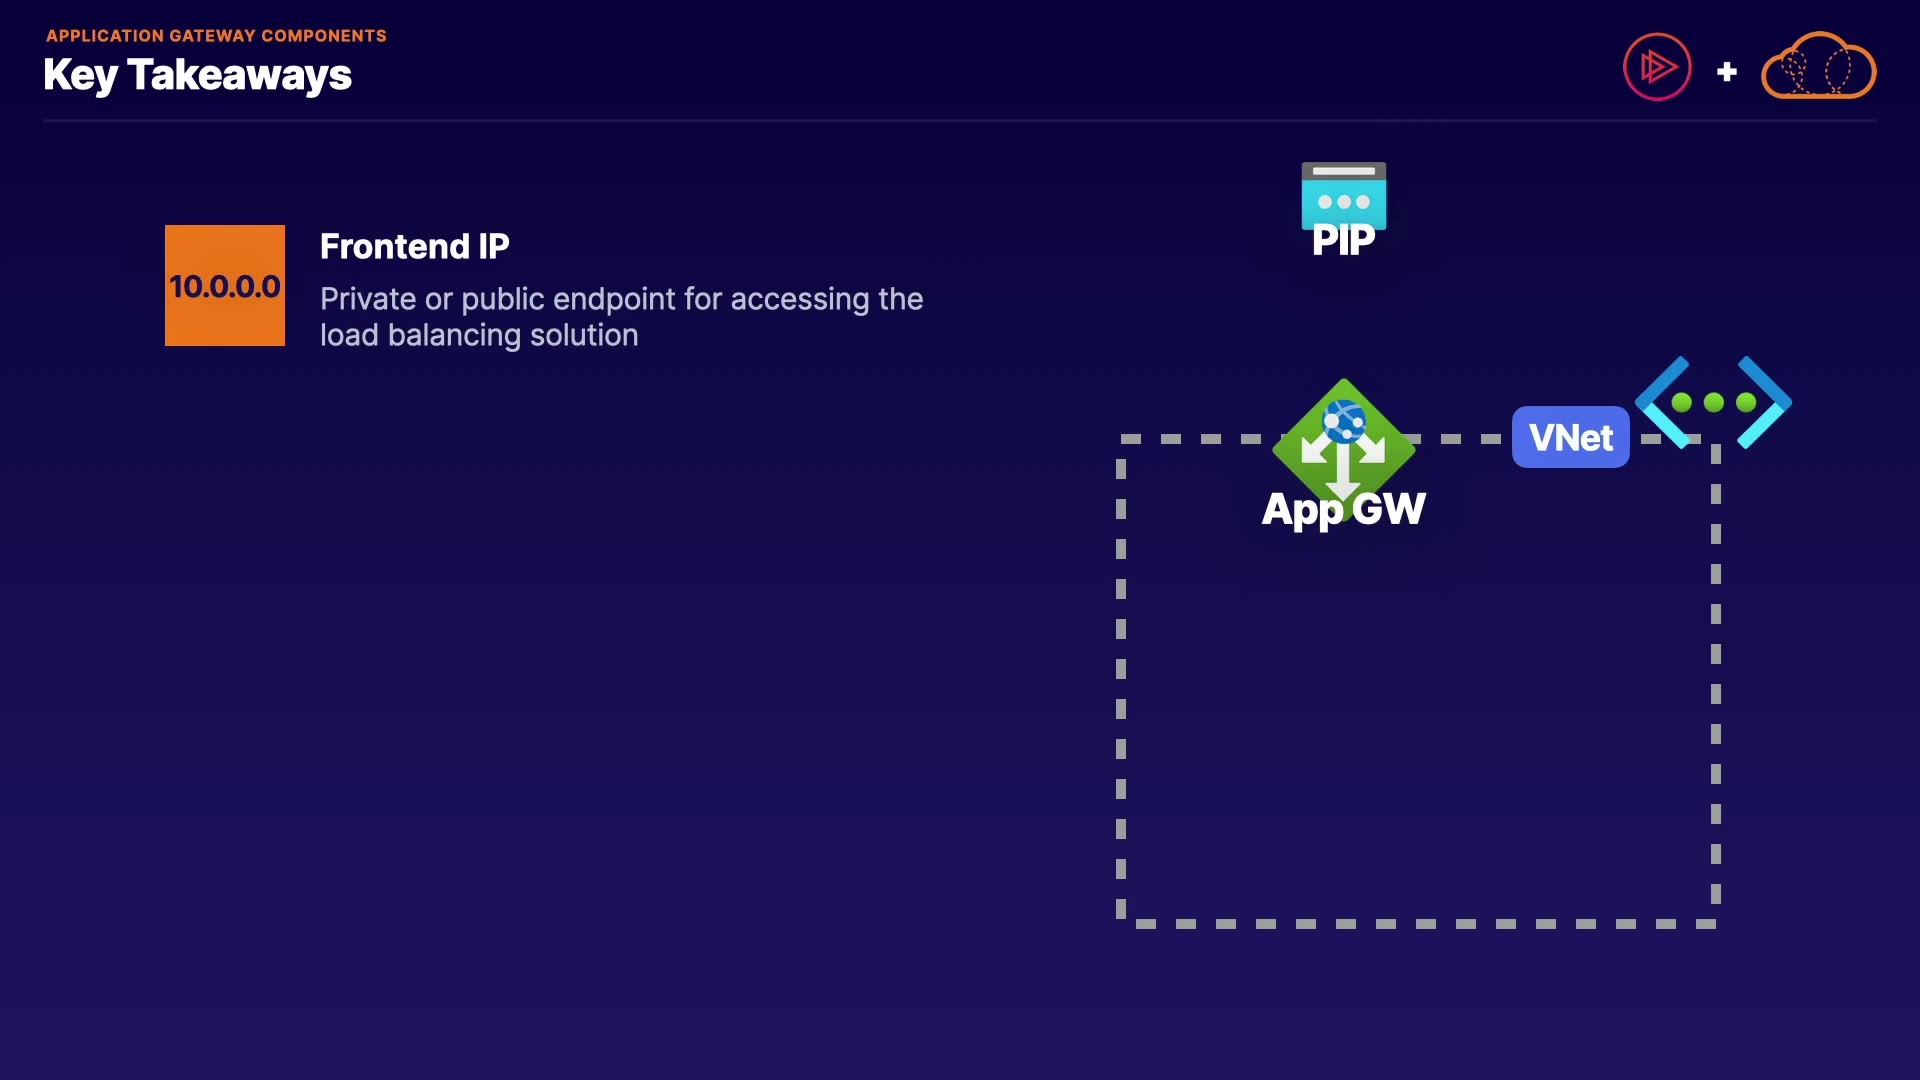 APPLICATION GATEWAY COMPONENTS
Key Takeaways
10.0.0.0
Frontend IP
Private or public endpoint for accessing the
load balancing solution
PIP
VNet
App GW